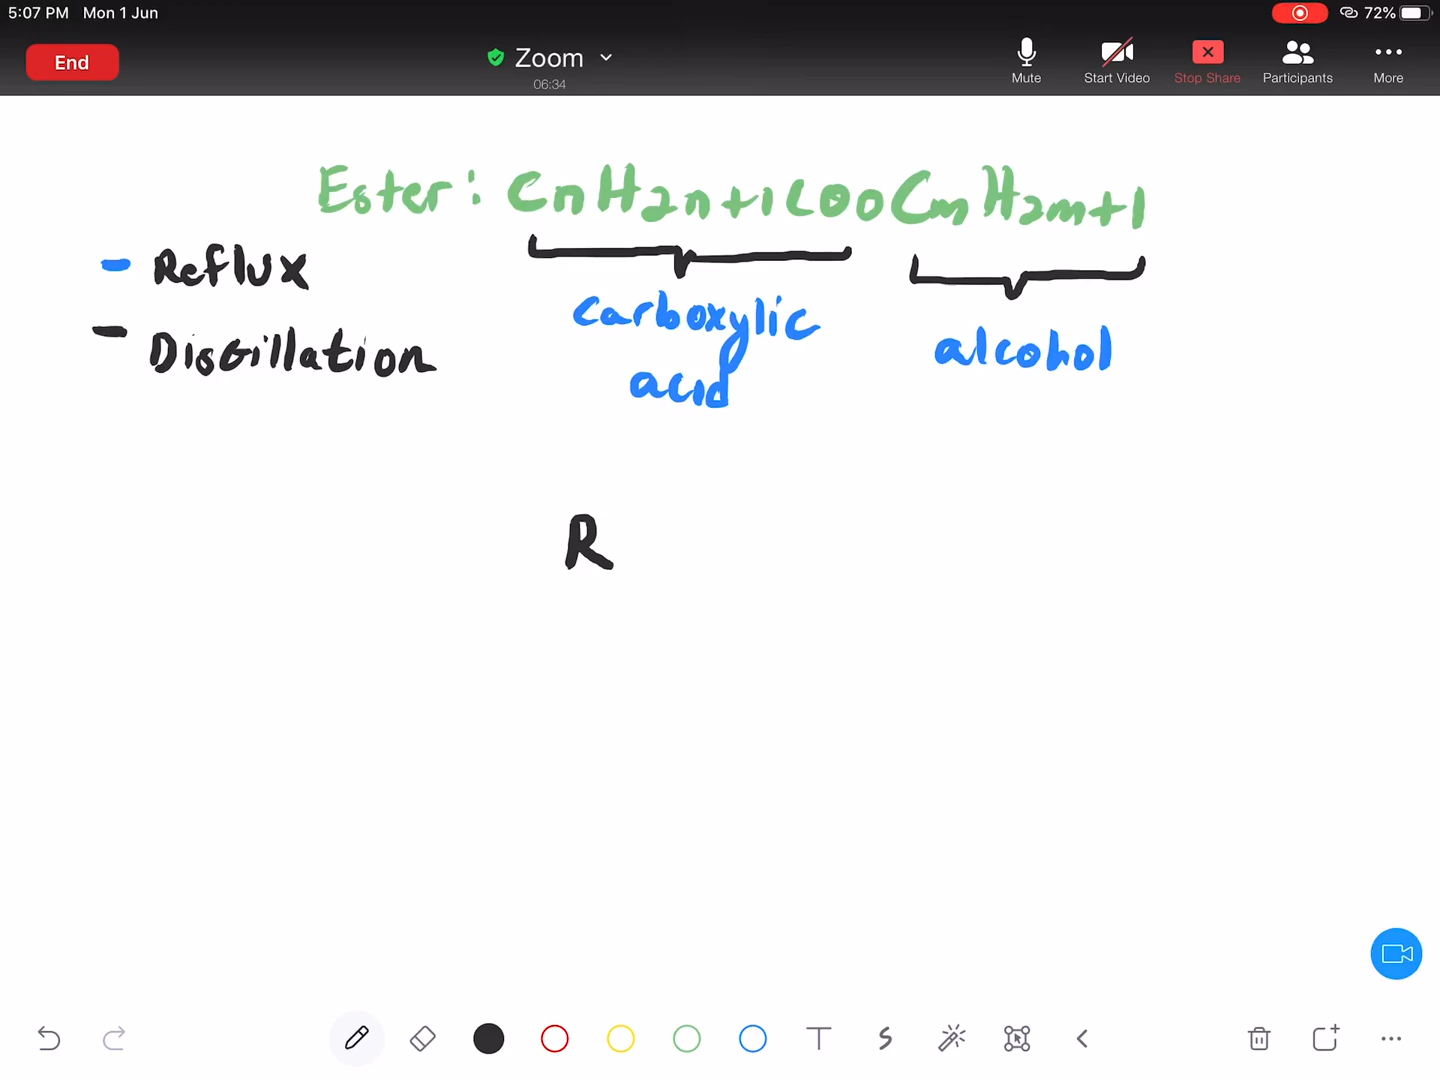 5:07 PM Mon 1 Jun
72%
End
Zoom
06:34
Mute
Start Video
Stop Share
Participants
More
Ester: CnH2n+1COOCmH2m+1
- Reflux
carboxylic
acid
alcohol
- Distillation
R
T